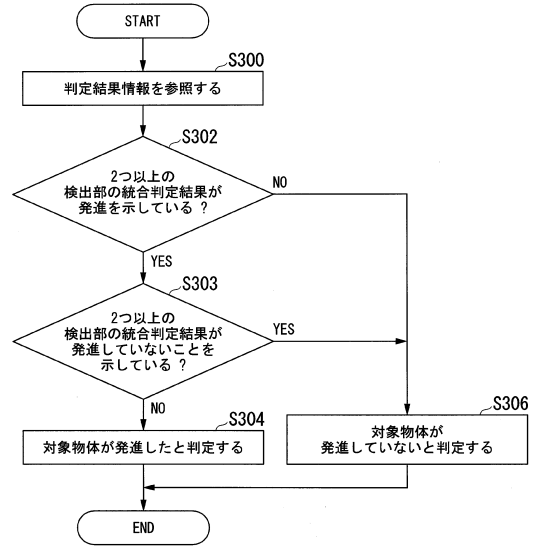 START
S300
判定結果情報を参照する
S302
2つ以上の
検出部の統合判定結果が
発進を示している ?
NO
YES
S303
2つ以上の
検出部の統合判定結果が
発進していないことを
示している ?
YES
NO
S304
対象物体が発進したと判定する
S306
対象物体が
発進していないと判定する
END